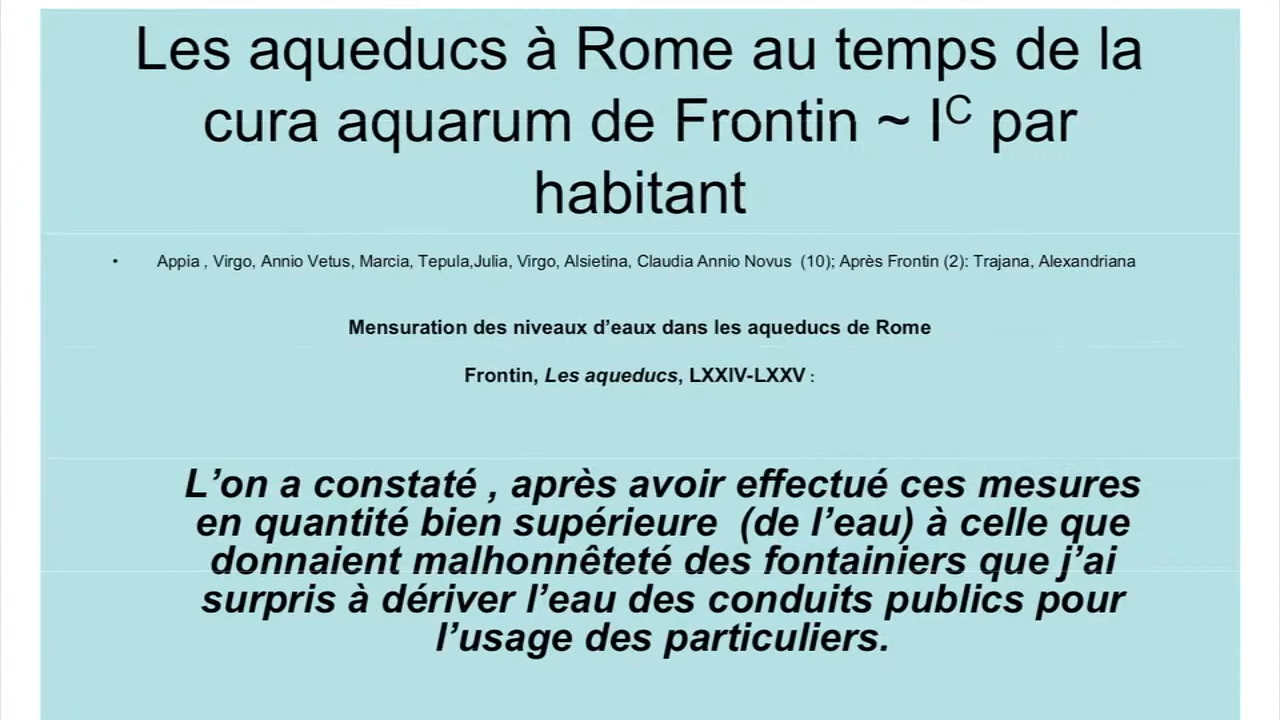 Les aqueducs à Rome au temps de la
cura aquarum de Frontin ~ I^C par
habitant
• Appia , Virgo, Annio Vetus, Marcia, Tepula,Julia, Virgo, Alsietina, Claudia Annio Novus (10); Après Frontin (2): Trajana, Alexandriana
Mensuration des niveaux d’eaux dans les aqueducs de Rome
Frontin, Les aqueducs, LXXIV-LXXV :
L’on a constaté , après avoir effectué ces mesures
en quantité bien supérieure (de l’eau) à celle que
donnaient malhonnêteté des fontainiers que j’ai
surpris à dériver l’eau des conduits publics pour
l’usage des particuliers.